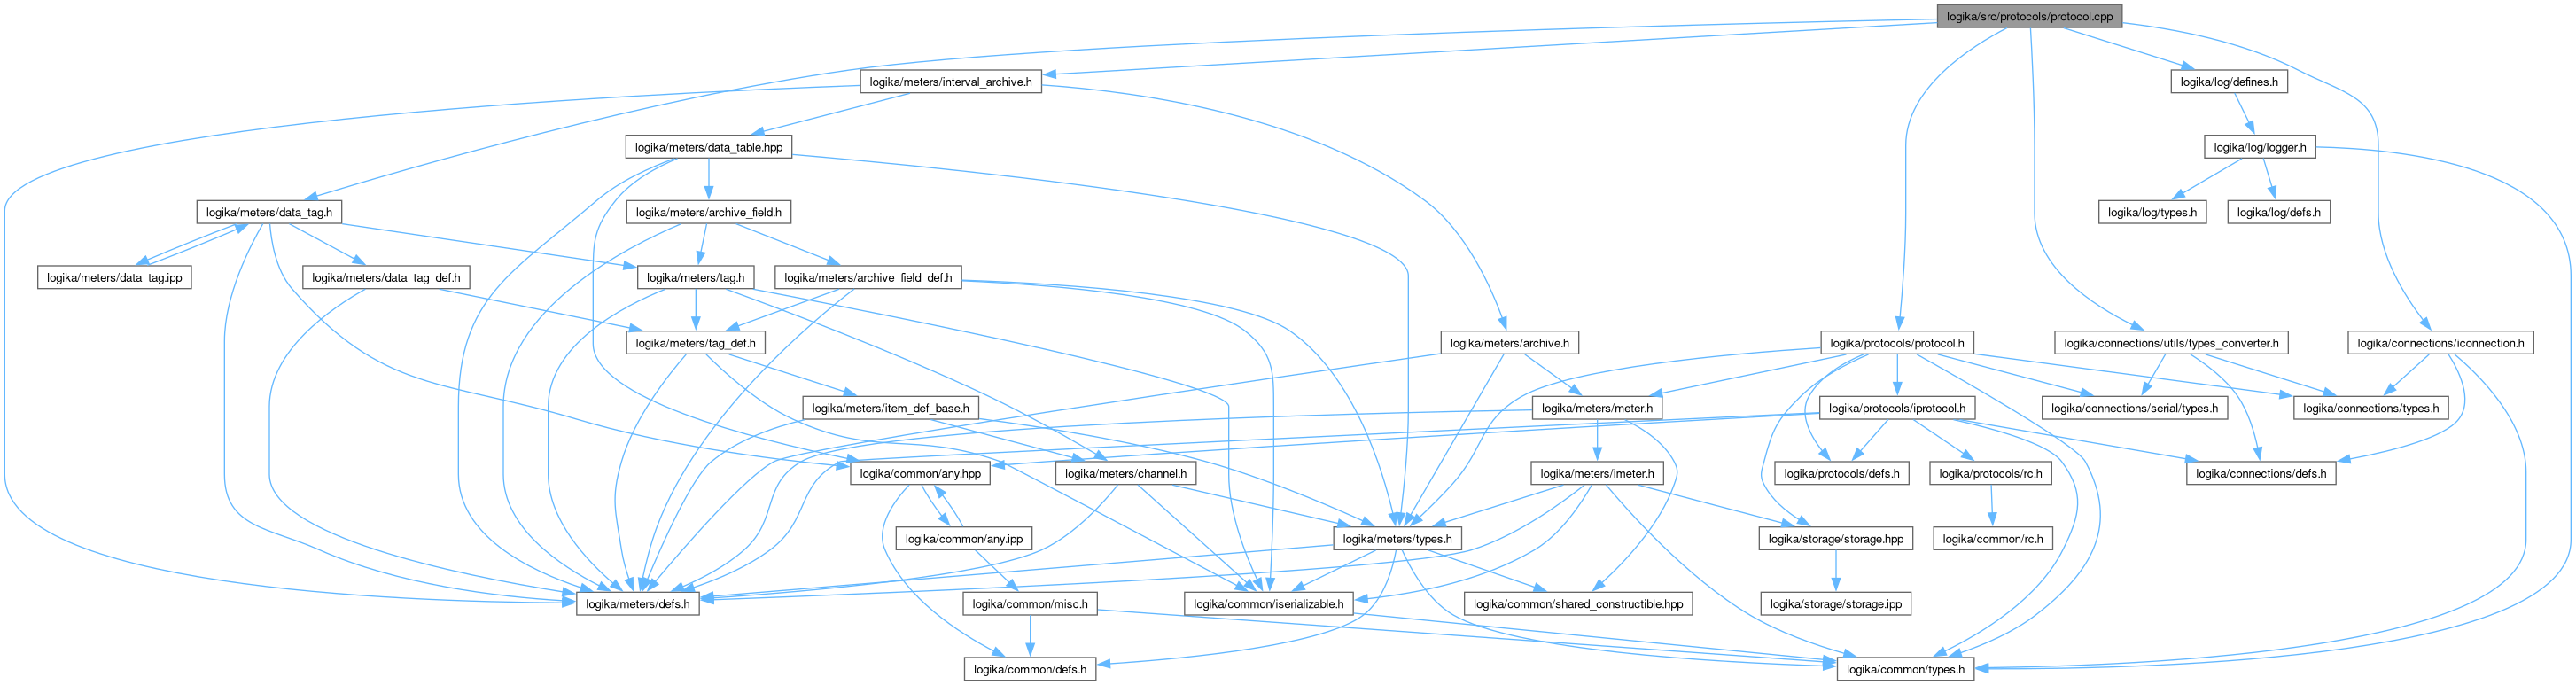 logika/src/protocols/protocol.cpp
logika/meters/interval_archive.h
logika/log/defines.h
logika/meters/data_table.hpp
logika/log/logger.h
logika/meters/data_tag.h
logika/meters/archive_field.h
logika/log/types.h
logika/log/defs.h
logika/meters/data_tag.ipp
logika/meters/data_tag_def.h
logika/meters/tag.h
logika/meters/archive_field_def.h
logika/meters/tag_def.h
logika/meters/archive.h
logika/protocols/protocol.h
logika/connections/utils/types_converter.h
logika/connections/iconnection.h
logika/meters/item_def_base.h
logika/meters/meter.h
logika/protocols/iprotocol.h
logika/connections/serial/types.h
logika/connections/types.h
logika/common/any.hpp
logika/meters/channel.h
logika/meters/imeter.h
logika/protocols/defs.h
logika/protocols/rc.h
logika/connections/defs.h
logika/common/any.ipp
logika/meters/types.h
logika/storage/storage.hpp
logika/common/rc.h
logika/meters/defs.h
logika/common/misc.h
logika/common/iserializable.h
logika/common/shared_constructible.hpp
logika/storage/storage.ipp
logika/common/defs.h
logika/common/types.h